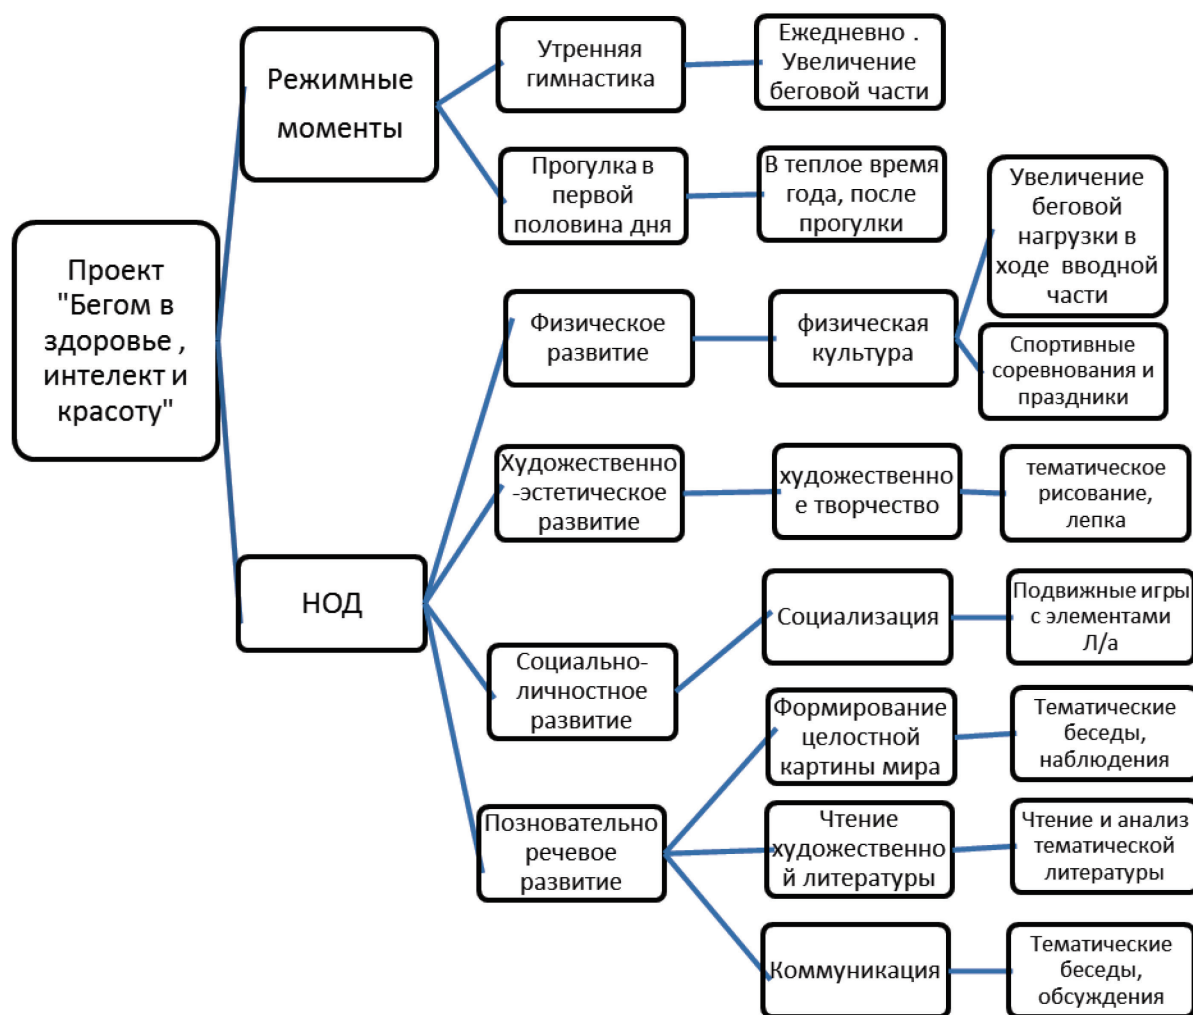 Проект
"Бегом в
здоровье ,
интелект и
красоту"
Режимные
моменты
Утренняя
гимнастика
Ежедневно .
Увеличение
беговой части
Прогулка в
первой
половина дня
В теплое время
года, после
прогулки
НОД
Физическое
развитие
физическая
культура
Увеличение
беговой
нагрузки в
ходе вводной
части
Спортивные
соревнования и
праздники
Художественно
-эстетическое
развитие
художественно
е творчество
тематическое
рисование,
лепка
Социально-
личностное
развитие
Социализация
Подвижные игры
с элементами
Л/а
Позновательно
речевое
развитие
Формирование
целостной
картины мира
Тематические
беседы,
наблюдения
Чтение
художественно
й литературы
Чтение и анализ
тематической
литературы
Коммуникация
Тематические
беседы,
обсуждения